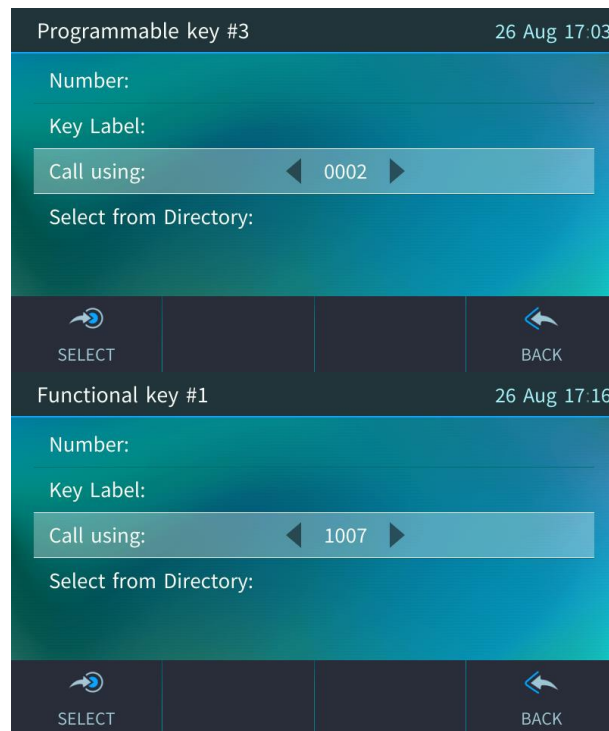 Programmable key #3 26 Aug 17:03
Number:
Key Label:
Call using: 0002
Select from Directory:
SELECT BACK
Functional key #1 26 Aug 17:16
Number:
Key Label:
Call using: 1007
Select from Directory:
SELECT BACK